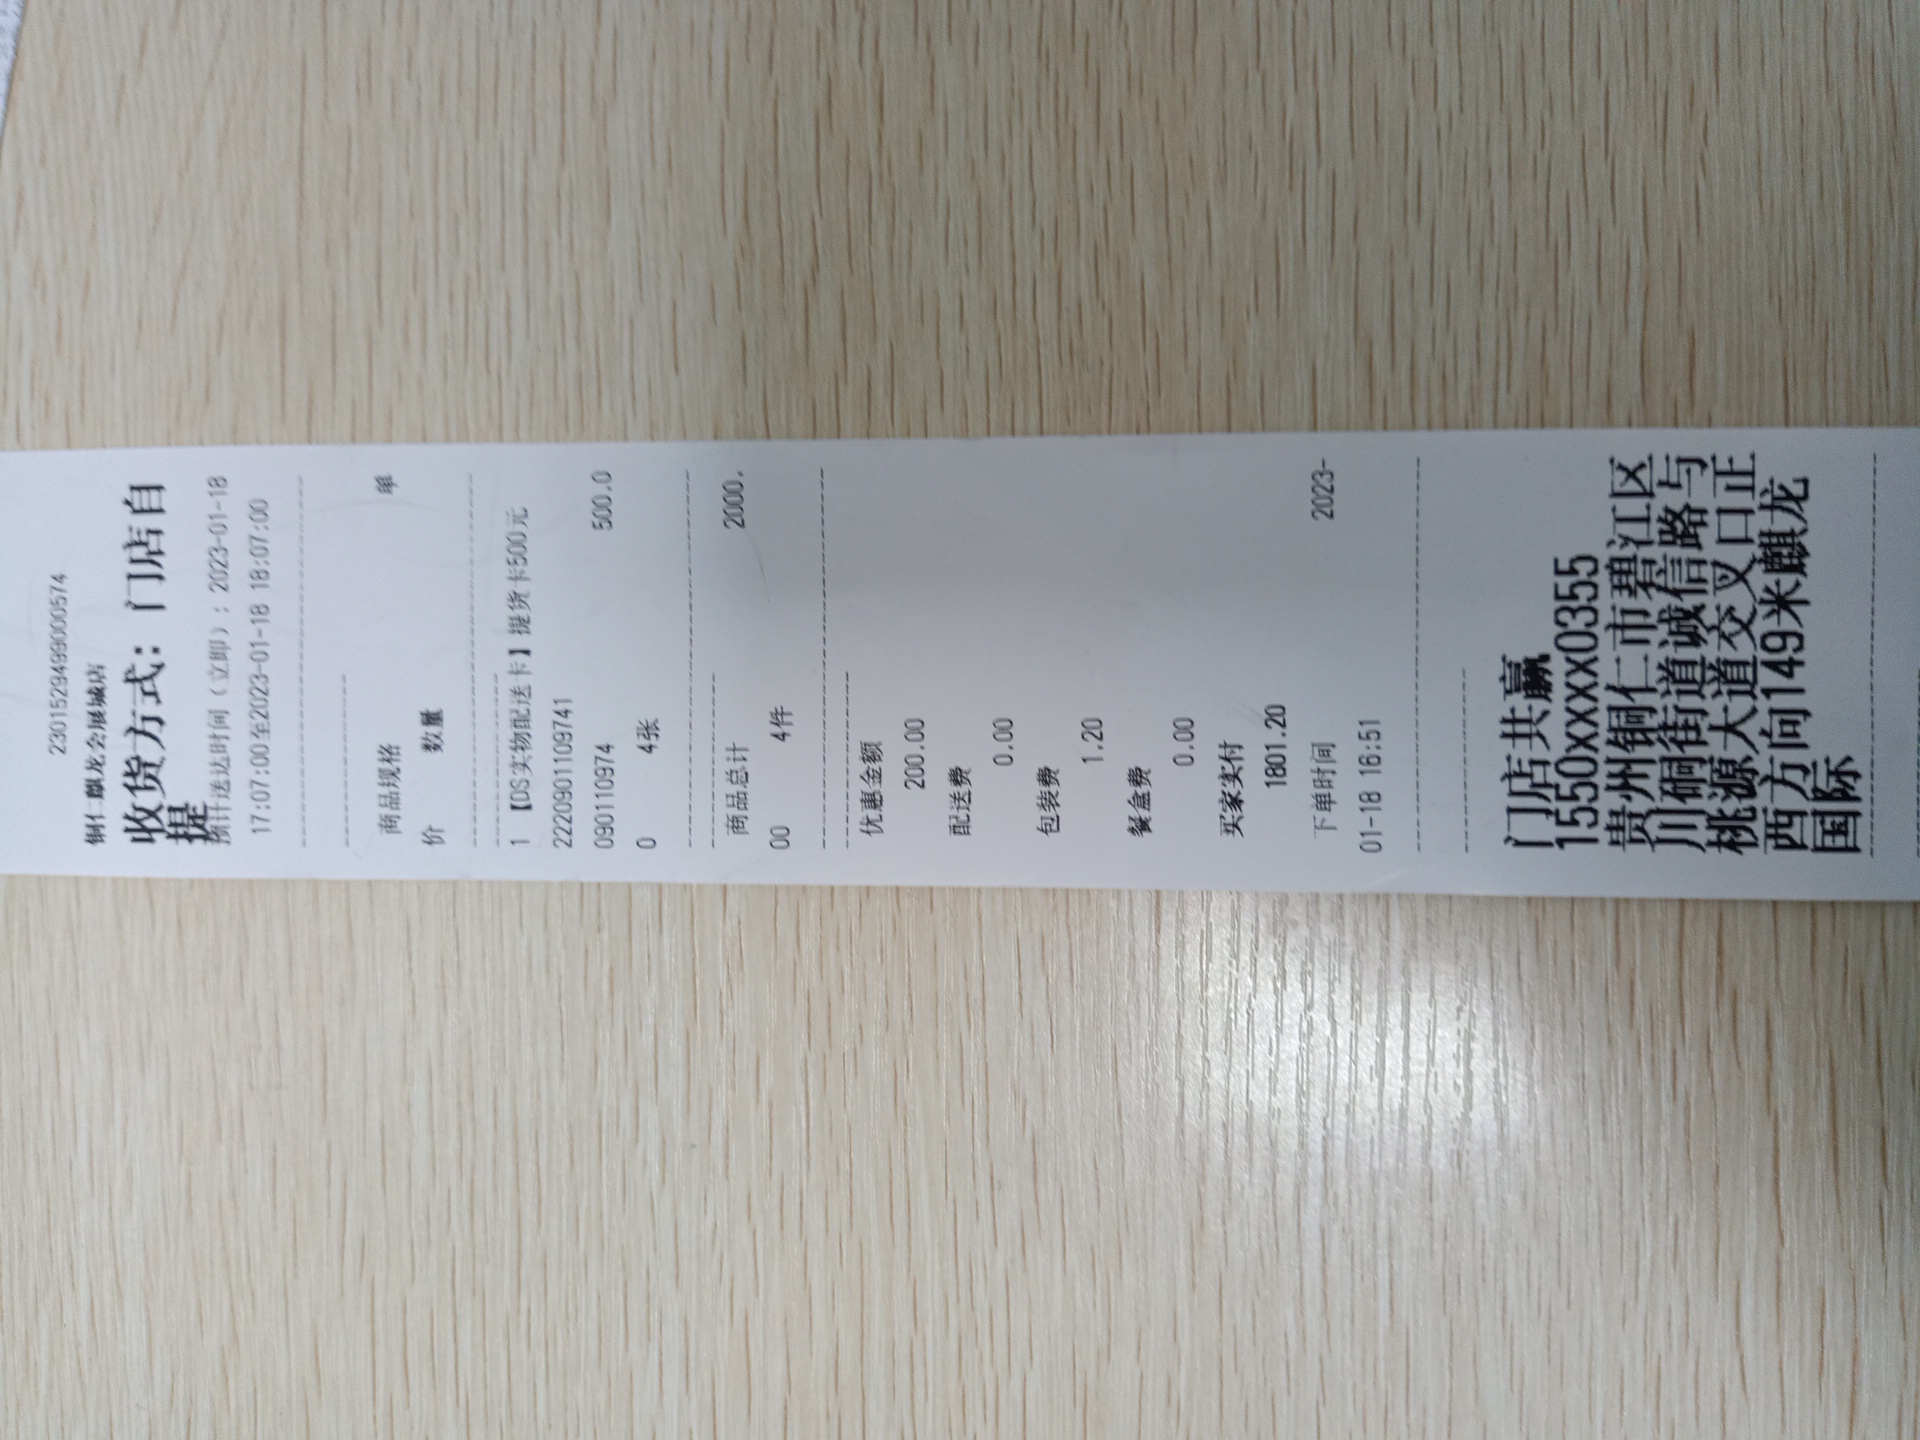 2301529499000574
铜仁麒龙会展城店
收货方式：门店自
提
预计送达时间（立即）：2023-01-18
17:07:00至2023-01-18 18:07:00
商品规格 单
价 数量
1 【DS实物配送卡】提货卡500元
2220901109741
0901109​74 500.0
0 4张
商品总计 2000.
00 4件
优惠金额
200.00
配送费
0.00
包装费
1.20
餐盒费
0.00
买家实付
1801.20
下单时间 2023-
01-18 16:51
门店共赢
1550xxxx0355
贵州铜仁市碧江区
川硐街道诚信路与
桃源大道交叉口正
西方向149米麒龙
国际